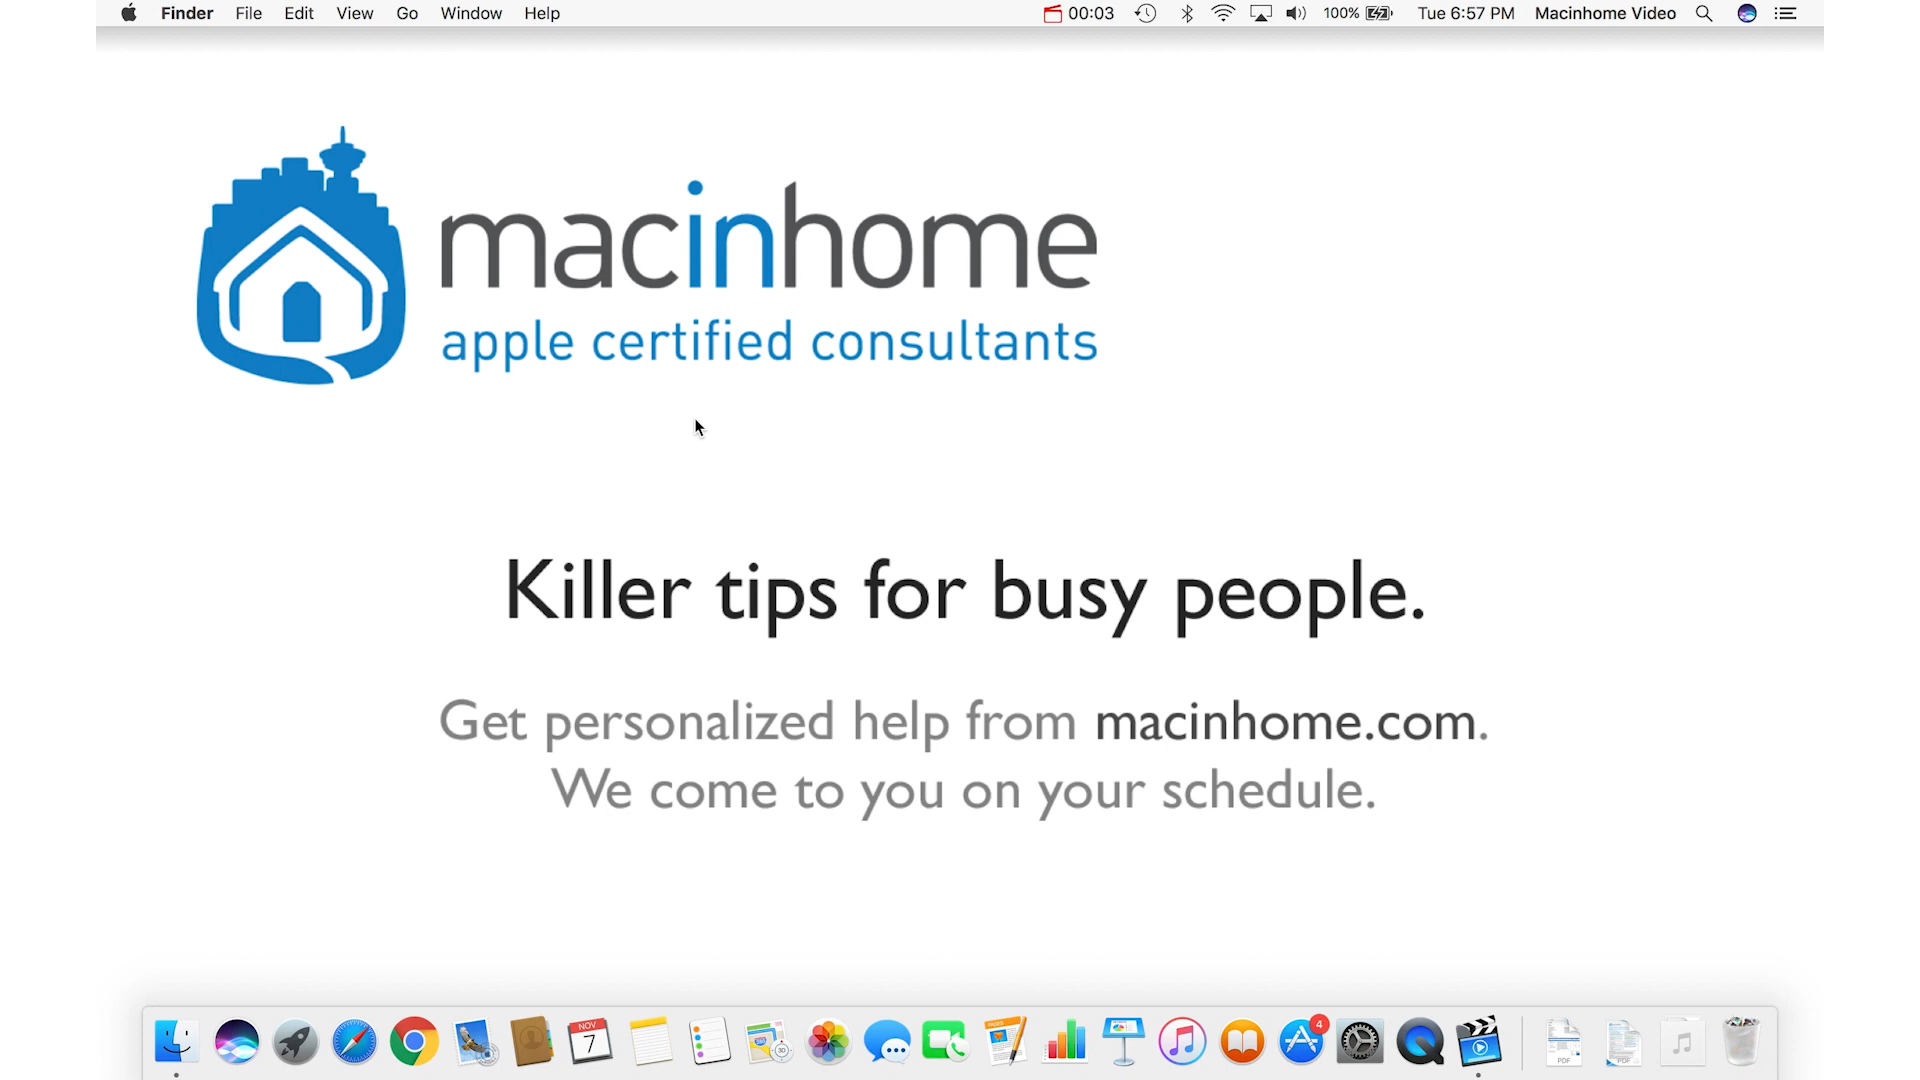 Finder File Edit View Go Window Help 00:03 100% Tue 6:57 PM Macinhome Video
macinhome
apple certified consultants
Killer tips for busy people.
Get personalized help from macinhome.com.
We come to you on your schedule.
NOV
7
4
PDF
PDF